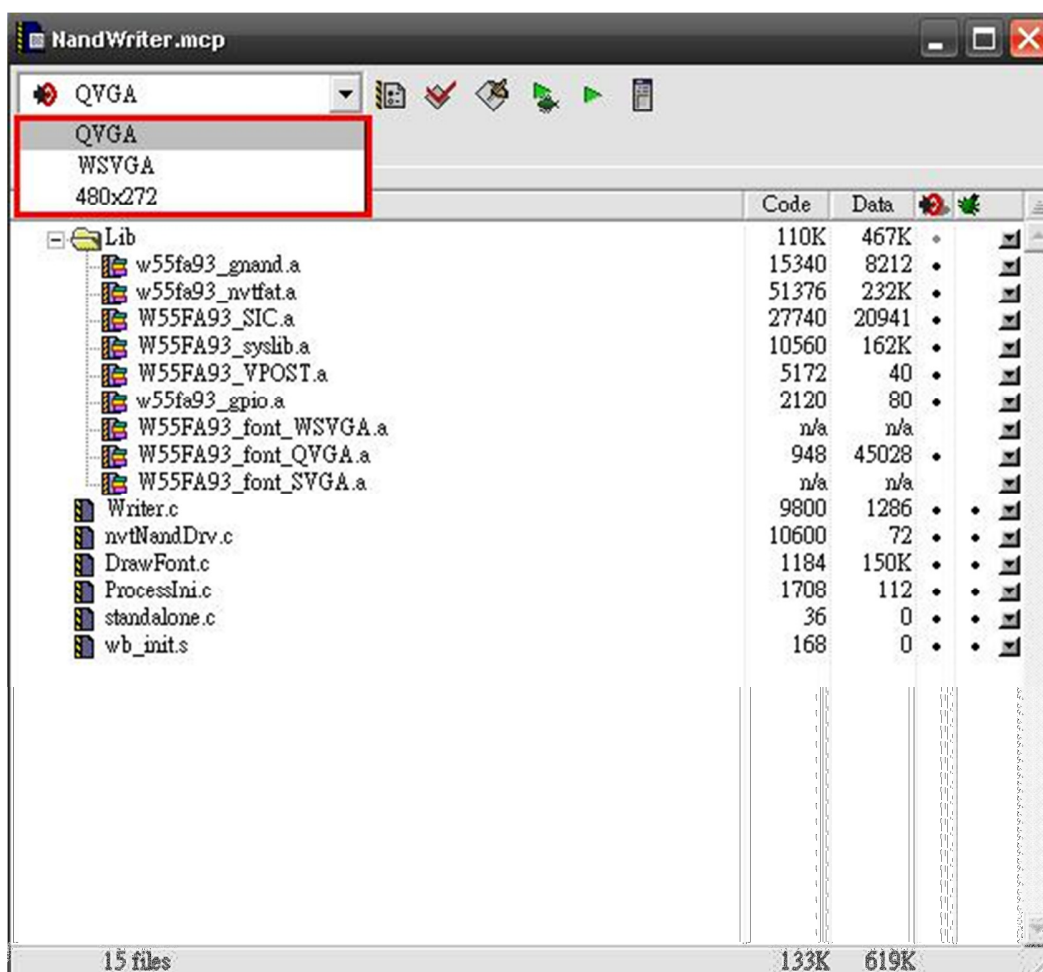 NandWriter.mcp
QVGA
QVGA
WSVGA
480x272
Code Data
Lib 110K 467K
w55fa93_gnand.a 15340 8212
w55fa93_nvtfat.a 51376 232K
W55FA93_SIC.a 27740 20941
W55FA93_syslib.a 10560 162K
W55FA93_VPOST.a 5172 40
w55fa93_gpio.a 2120 80
W55FA93_font_WSVGA.a n/a n/a
W55FA93_font_QVGA.a 948 45028
W55FA93_font_SVGA.a n/a n/a
Writer.c 9800 1286
nvtNandDrv.c 10600 72
DrawFont.c 1184 150K
ProcessIni.c 1708 112
standalone.c 36 0
wb_init.s 168 0
15 files 133K 619K